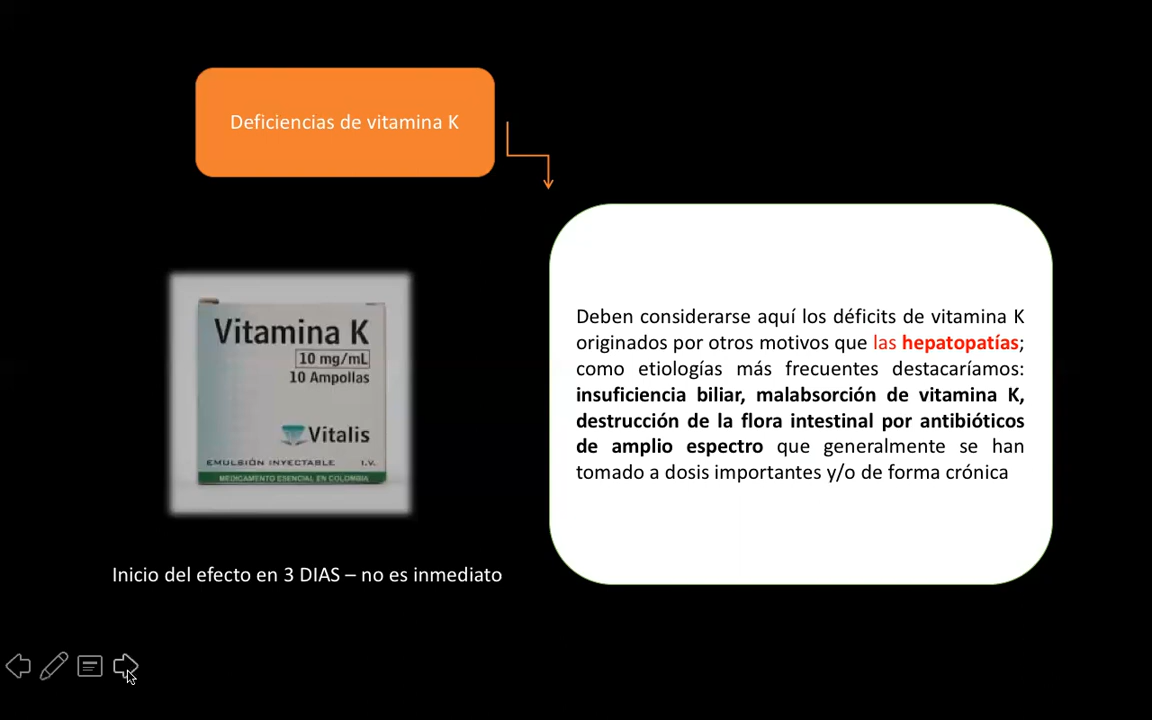 Deficiencias de vitamina K
Deben considerarse aquí los déficits de vitamina K
originados por otros motivos que las hepatopatías;
como etiologías más frecuentes destacaríamos:
insuficiencia biliar, malabsorción de vitamina K,
destrucción de la flora intestinal por antibióticos
de amplio espectro que generalmente se han
tomado a dosis importantes y/o de forma crónica
Vitamina K
10 mg/mL
10 Ampollas
Vitalis
EMULSIÓN INYECTABLE I.V.
MEDICAMENTO ESENCIAL EN COLOMBIA
Inicio del efecto en 3 DIAS – no es inmediato